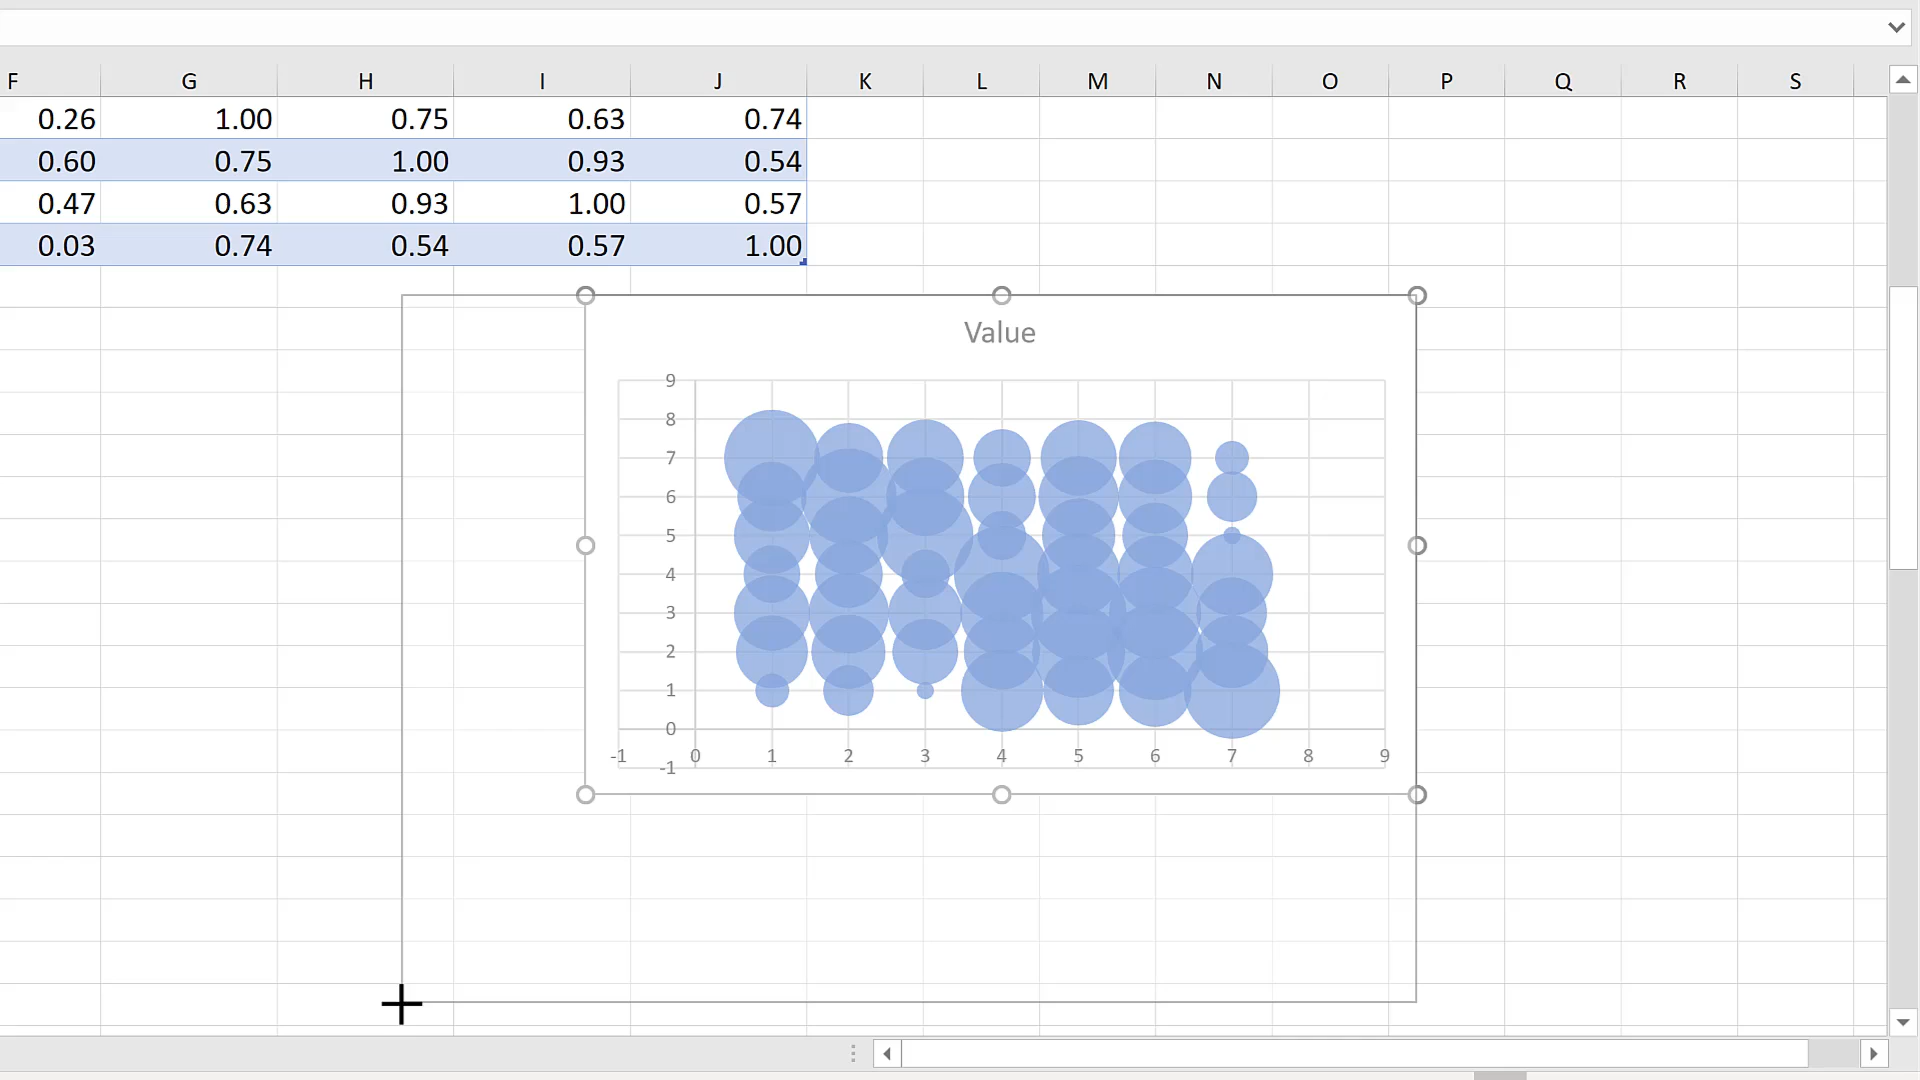 F G H I J K L M N O P Q R S
0.26 1.00 0.75 0.63 0.74
0.60 0.75 1.00 0.93 0.54
0.47 0.63 0.93 1.00 0.57
0.03 0.74 0.54 0.57 1.00
Value
9
8
7
6
5
4
3
2
1
0
-1 0 1 2 3 4 5 6 7 8 9
-1